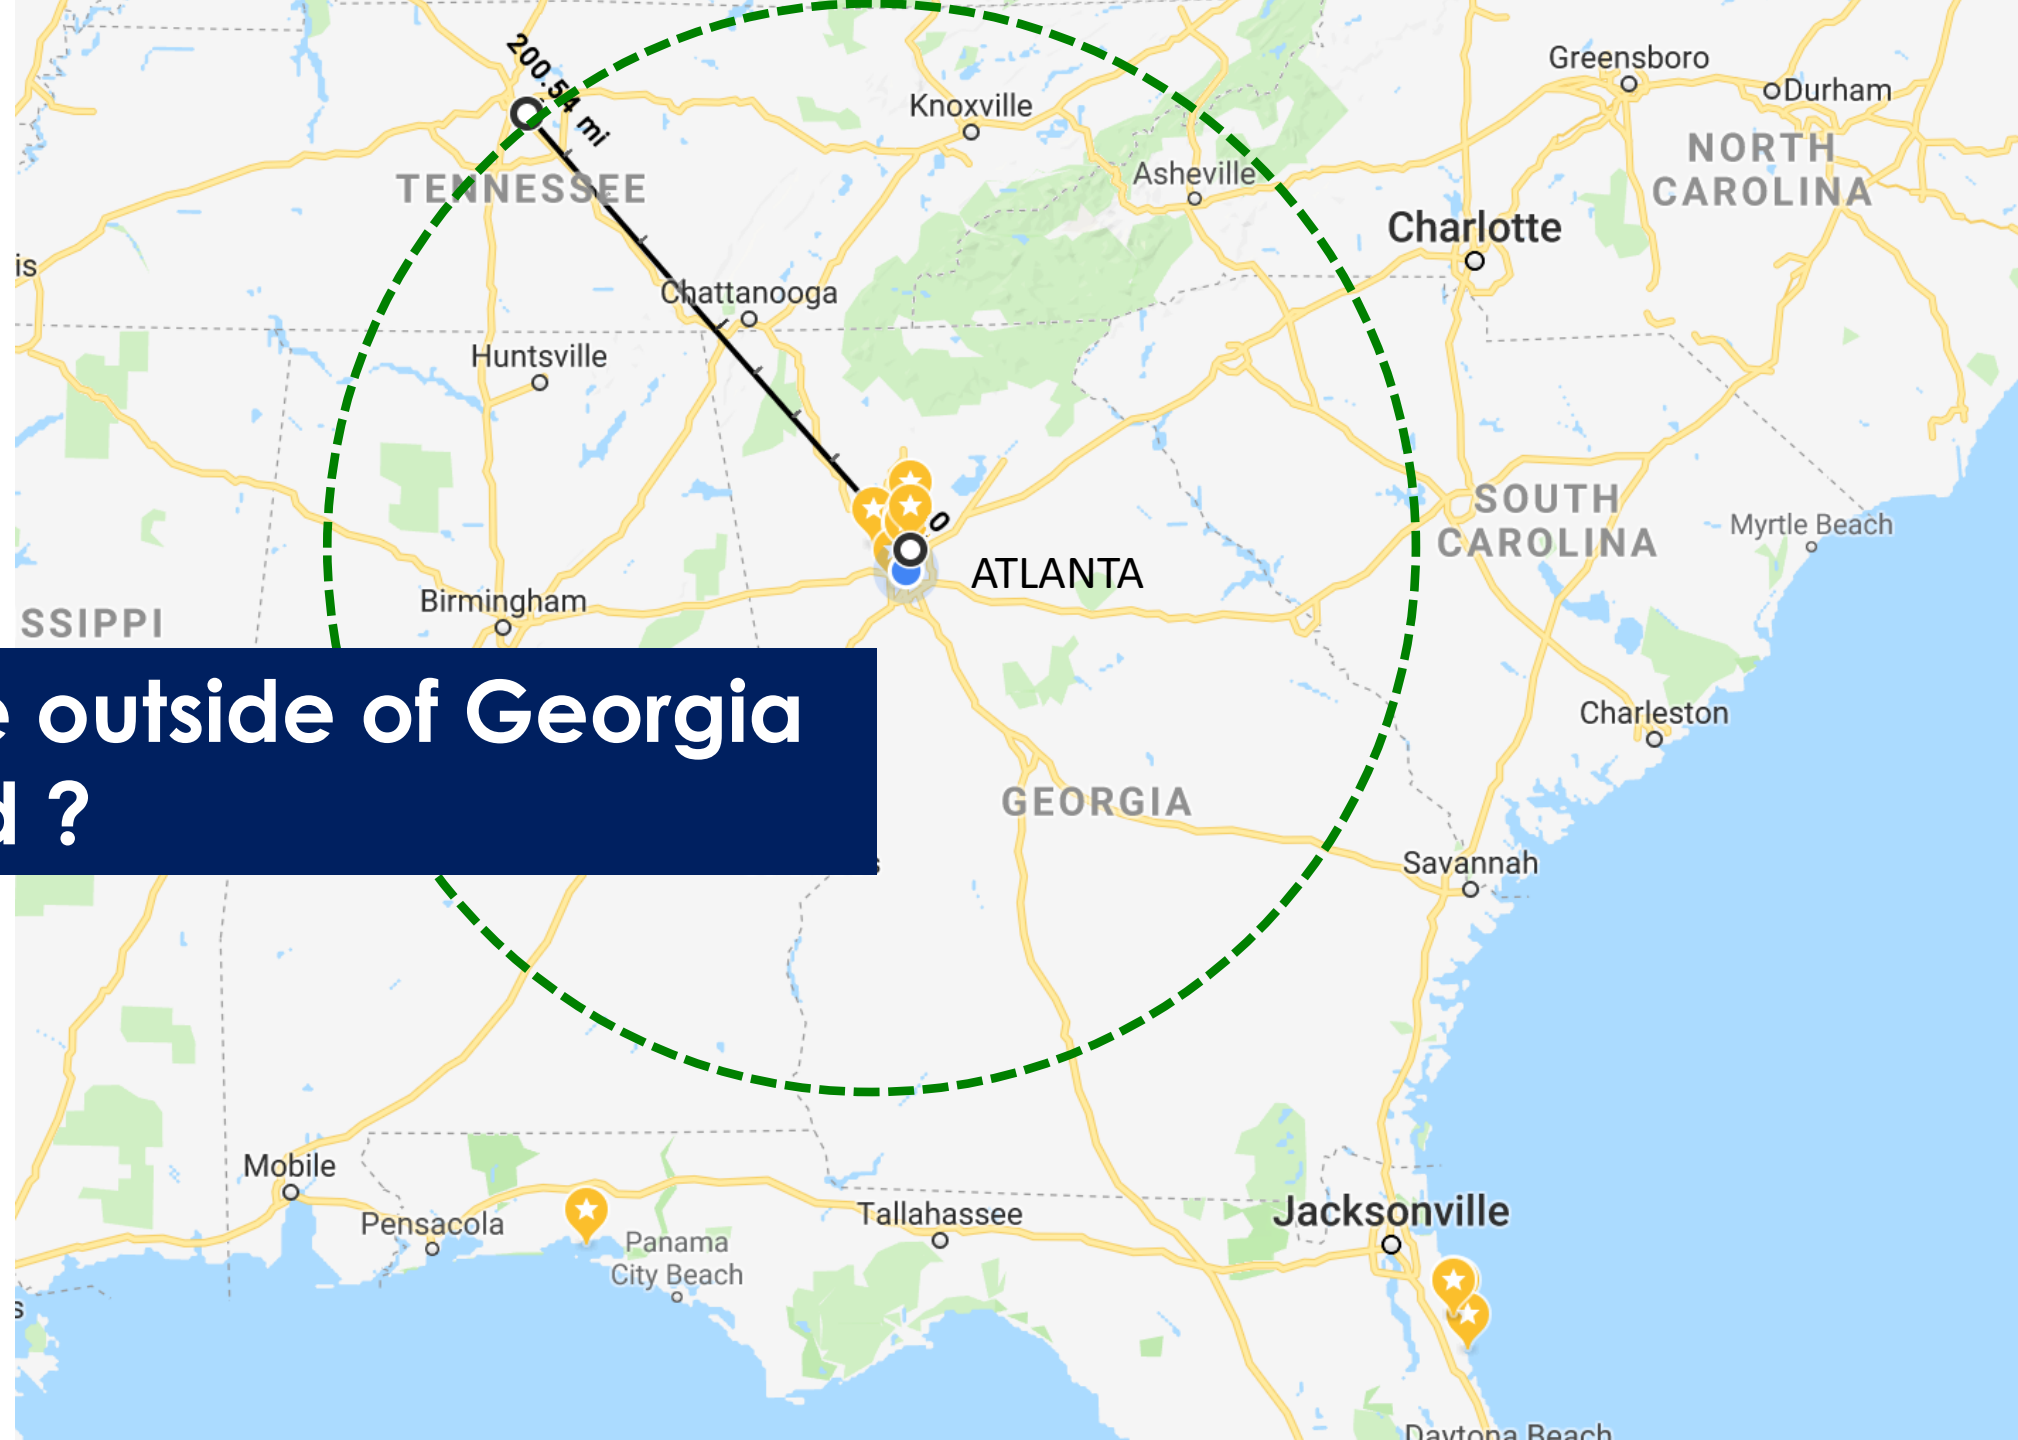 Greensboro
200.54 mi
Durham
Knoxville
NORTH
CAROLINA
Asheville
TENNESSEE
Charlotte
is
Chattanooga
Huntsville
SOUTH
CAROLINA
0
Myrtle Beach
ATLANTA
Birmingham
SSIPPI
e outside of Georgia
d ?
Charleston
GEORGIA
Savannah
s
Mobile
Pensacola
Tallahassee
Jacksonville
Panama
City Beach
s
Daytona Beach